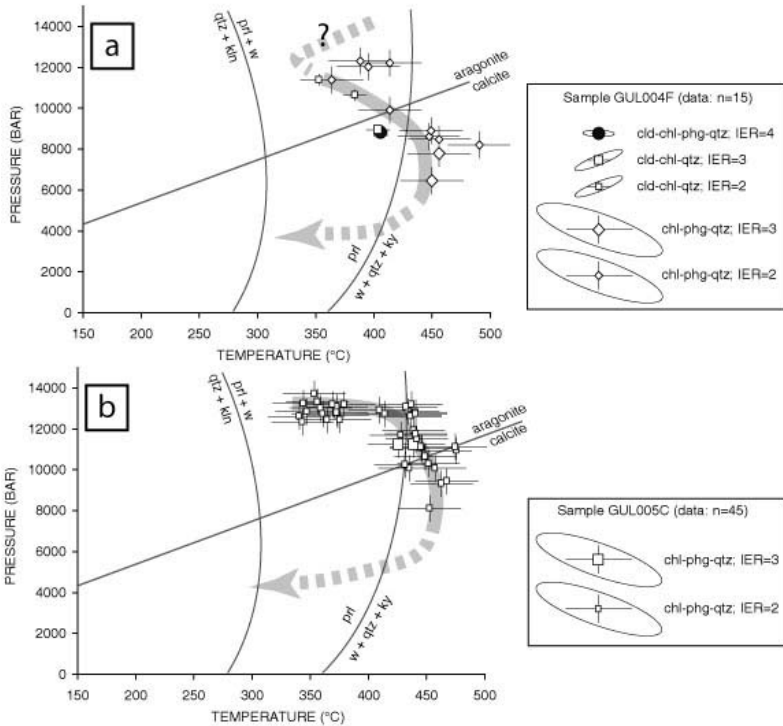 a
?
14000
12000
10000
8000
6000
4000
2000
0
PRESSURE (BAR)
qtz + kln
prl + w
aragonite
calcite
prl
w + qtz + ky
150
200
250
300
350
400
450
500
TEMPERATURE (°C)
Sample GUL004F (data: n=15)
cld-chl-phg-qtz; IER=4
cld-chl-qtz; IER=3
cld-chl-qtz; IER=2
chl-phg-qtz; IER=3
chl-phg-qtz; IER=2
b
14000
12000
10000
8000
6000
4000
2000
0
PRESSURE (BAR)
qtz + kln
prl + w
aragonite
calcite
prl
w + qtz + ky
150
200
250
300
350
400
450
500
TEMPERATURE (°C)
Sample GUL005C (data: n=45)
chl-phg-qtz; IER=3
chl-phg-qtz; IER=2